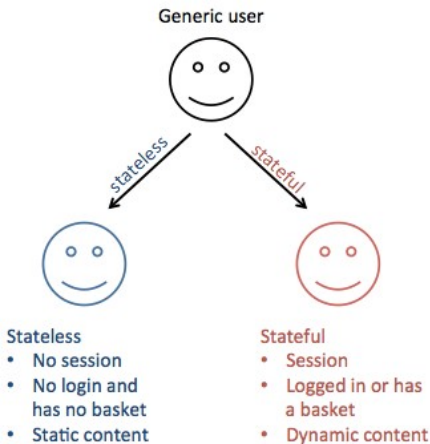 Generic user
stateless
stateful
Stateless
• No session
• No login and
has no basket
• Static content
Stateful
• Session
• Logged in or has
a basket
• Dynamic content